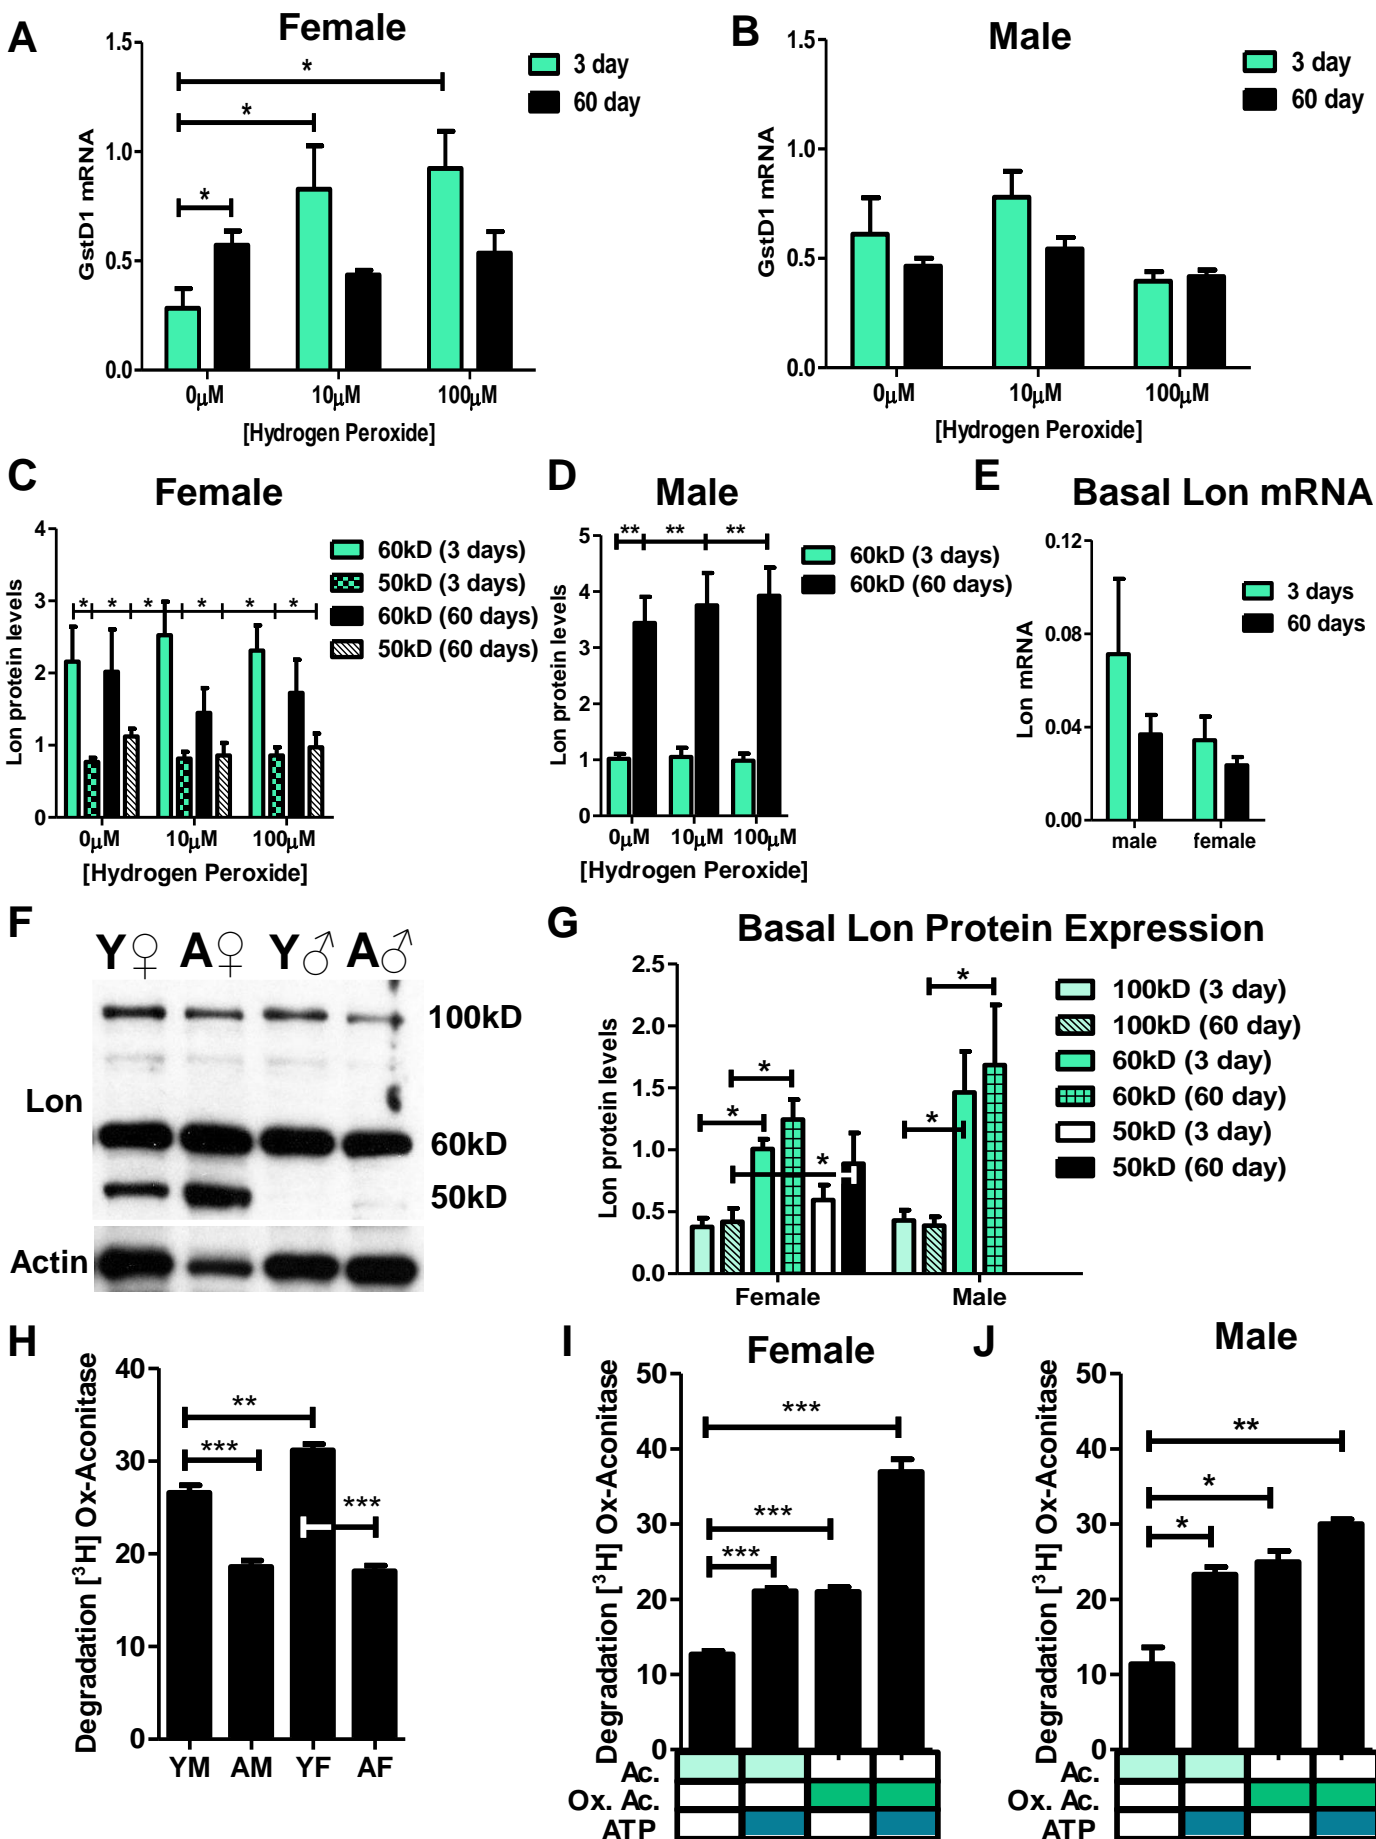 A
Female
1.5
1.0
0.5
0.0
GstD1 mRNA
*
*
*
3 day
60 day
0μM
10μM
100μM
[Hydrogen Peroxide]
B
Male
1.5
1.0
0.5
0.0
GstD1 mRNA
3 day
60 day
0μM
10μM
100μM
[Hydrogen Peroxide]
C
Female
4
3
2
1
0
Lon protein levels
* * * * * *
60kD (3 days)
50kD (3 days)
60kD (60 days)
50kD (60 days)
0μM
10μM
100μM
[Hydrogen Peroxide]
D
Male
5
4
3
2
1
0
Lon protein levels
** ** **
60kD (3 days)
60kD (60 days)
0μM
10μM
100μM
[Hydrogen Peroxide]
E
Basal Lon mRNA
0.12
0.08
0.04
0.00
Lon mRNA
3 days
60 days
male
female
F
Y♀ A♀ Y♂ A♂
100kD
Lon
60kD
50kD
Actin
G
Basal Lon Protein Expression
2.5
2.0
1.5
1.0
0.5
0.0
Lon protein levels
*
*
*
*
*
100kD (3 day)
100kD (60 day)
60kD (3 day)
60kD (60 day)
50kD (3 day)
50kD (60 day)
Female
Male
H
40
30
20
10
0
Degradation [³H] Ox-Aconitase
**
***
***
YM
AM
YF
AF
I
Female
50
40
30
20
10
0
Degradation [³H] Ox-Aconitase
***
***
***
Ac.
Ox. Ac.
ATP
J
Male
50
40
30
20
10
0
Degradation [³H] Ox-Aconitase
**
*
*
Ac.
Ox. Ac.
ATP